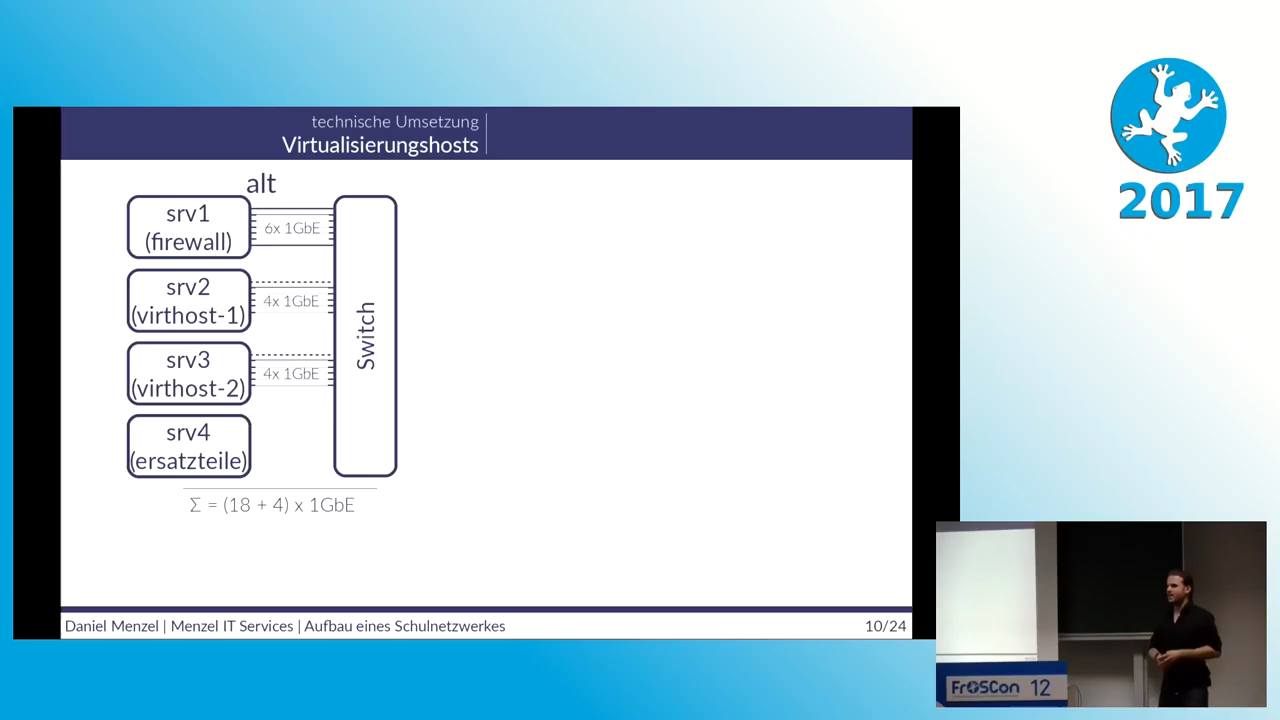 technische Umsetzung
Virtualisierungshosts
alt
srv1
(firewall)
6x 1GbE
srv2
(virthost-1)
4x 1GbE
srv3
(virthost-2)
4x 1GbE
srv4
(ersatzteile)
Switch
Σ = (18 + 4) x 1GbE
Daniel Menzel | Menzel IT Services | Aufbau eines Schulnetzwerkes
10/24
2017
FrOSCon 12